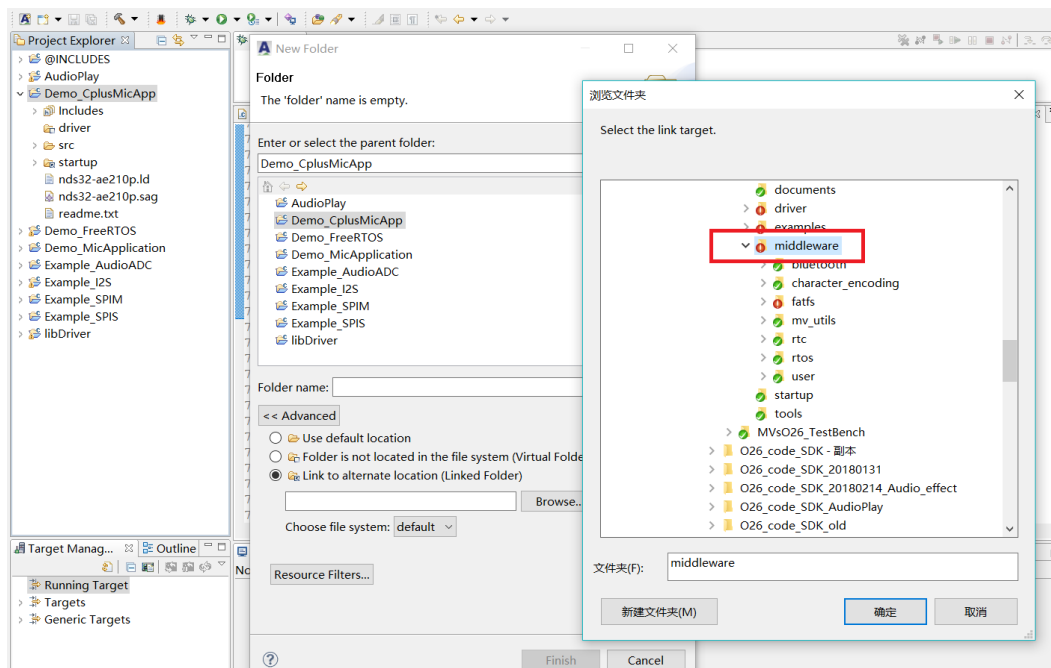 Project Explorer
@INCLUDES
AudioPlay
Demo_CplusMicApp
Includes
driver
src
startup
nds32-ae210p.ld
nds32-ae210p.sag
readme.txt
Demo_FreeRTOS
Demo_MicApplication
Example_AudioADC
Example_I2S
Example_SPIM
Example_SPIS
libDriver
Target Manag...
Outline
Running Target
Targets
Generic Targets
New Folder
Folder
The 'folder' name is empty.
Enter or select the parent folder:
Demo_CplusMicApp
AudioPlay
Demo_CplusMicApp
Demo_FreeRTOS
Demo_MicApplication
Example_AudioADC
Example_I2S
Example_SPIM
Example_SPIS
libDriver
Folder name:
<< Advanced
Use default location
Folder is not located in the file system (Virtual Folde
Link to alternate location (Linked Folder)
Browse..
Choose file system: default
Resource Filters...
Finish
Cancel
浏览文件夹
Select the link target.
documents
driver
examples
middleware
bluetooth
character_encoding
fatfs
mv_utils
rtc
rtos
user
startup
tools
MVsO26_TestBench
O26_code_SDK - 副本
O26_code_SDK_20180131
O26_code_SDK_20180214_Audio_effect
O26_code_SDK_AudioPlay
O26_code_SDK_old
文件夹(F): middleware
新建文件夹(M)
确定
取消